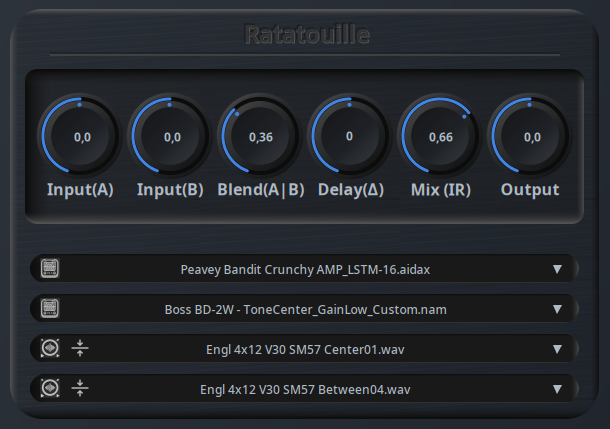 Ratatouille
0,0 0,0 0,36 0 0,66 0,0
Input(A) Input(B) Blend(A|B) Delay(Δ) Mix (IR) Output
Peavey Bandit Crunchy AMP_LSTM-16.aidax
Boss BD-2W - ToneCenter_GainLow_Custom.nam
Engl 4x12 V30 SM57 Center01.wav
Engl 4x12 V30 SM57 Between04.wav